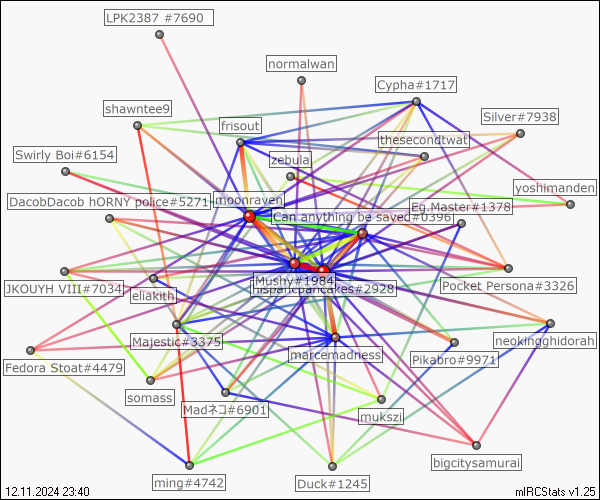 LPK2387 #7690
normalwan
Cypha#1717
shawntee9
Silver#7938
frisout
thesecondtwat
Swirly Boi#6154
zebula
yoshimanden
DacobDacob hORNY police#5271
moonraven
Eg.Master#1378
Can anything be saved#0396
Mushy#1984
JKOUYH VIII#7034
eliakith
Pocket Persona#3326
Majestic#3375
marcemadness
neokingghidorah
Fedora Stoat#4479
Pikabro#9971
somass
Madネコ#6901
mukszi
bigcitysamurai
ming#4742
Duck#1245
12.11.2024 23:40
mIRCStats v1.25